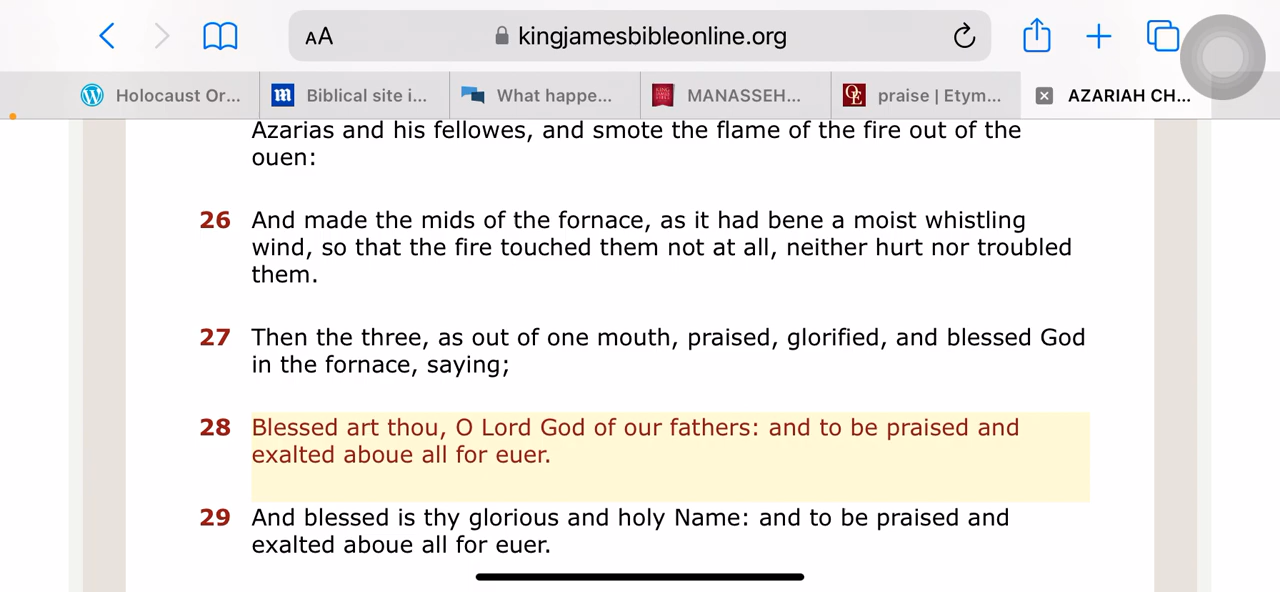 AA kingjamesbibleonline.org
Holocaust Or... m Biblical site i... What happe... MANASSEH... OE praise | Etym... AZARIAH CH...
Azarias and his fellowes, and smote the flame of the fire out of the
ouen:
26 And made the mids of the fornace, as it had bene a moist whistling
wind, so that the fire touched them not at all, neither hurt nor troubled
them.
27 Then the three, as out of one mouth, praised, glorified, and blessed God
in the fornace, saying;
28 Blessed art thou, O Lord God of our fathers: and to be praised and
exalted aboue all for euer.
29 And blessed is thy glorious and holy Name: and to be praised and
exalted aboue all for euer.